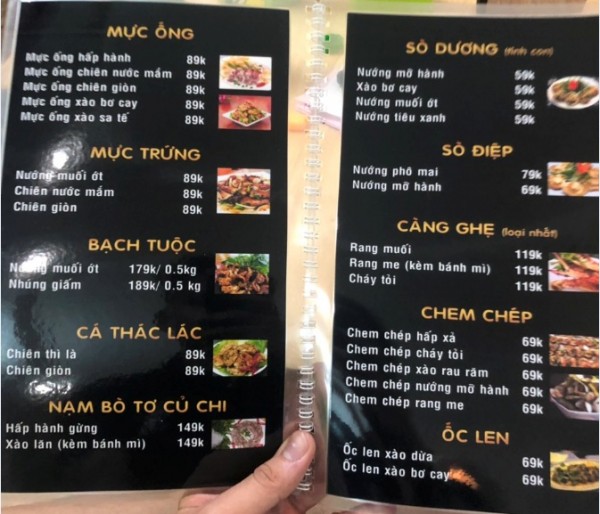 MỰC ỐNG
Mực ống hấp hành 89k
Mực ống chiên nước mắm 89k
Mực ống chiên giòn 89k
Mực ống xào bơ cay 89k
Mực ống xào sa tế 89k
MỰC TRỨNG
Nướng muối ớt 89k
Chiên nước mắm 89k
Chiên giòn 89k
BẠCH TUỘC
Nướng muối ớt 179k/ 0.5kg
Nhúng giấm 189k/ 0.5 kg
CÁ THÁC LÁC
Chiên thì là 89k
Chiên giòn 89k
NẠM BÒ TƠ CỦ CHI
Hấp hành gừng 149k
Xào lăn (kèm bánh mì) 149k
SÒ DƯƠNG (tính con)
Nướng mỡ hành 59k
Xào bơ cay 59k
Nướng muối ớt 59k
Nướng tiêu xanh 59k
SÒ ĐIỆP
Nướng phô mai 79k
Nướng mỡ hành 69k
CÀNG GHẸ (loại nhất)
Rang muối 119k
Rang me (kèm bánh mì) 119k
Cháy tỏi 119k
CHEM CHÉP
Chem chép hấp xả 69k
Chem chép cháy tỏi 69k
Chem chép xào rau răm 69k
Chem chép nướng mỡ hành 69k
Chem chép rang me 69k
ỐC LEN
Ốc len xào dừa 69k
Ốc len xào bơ cay 69k